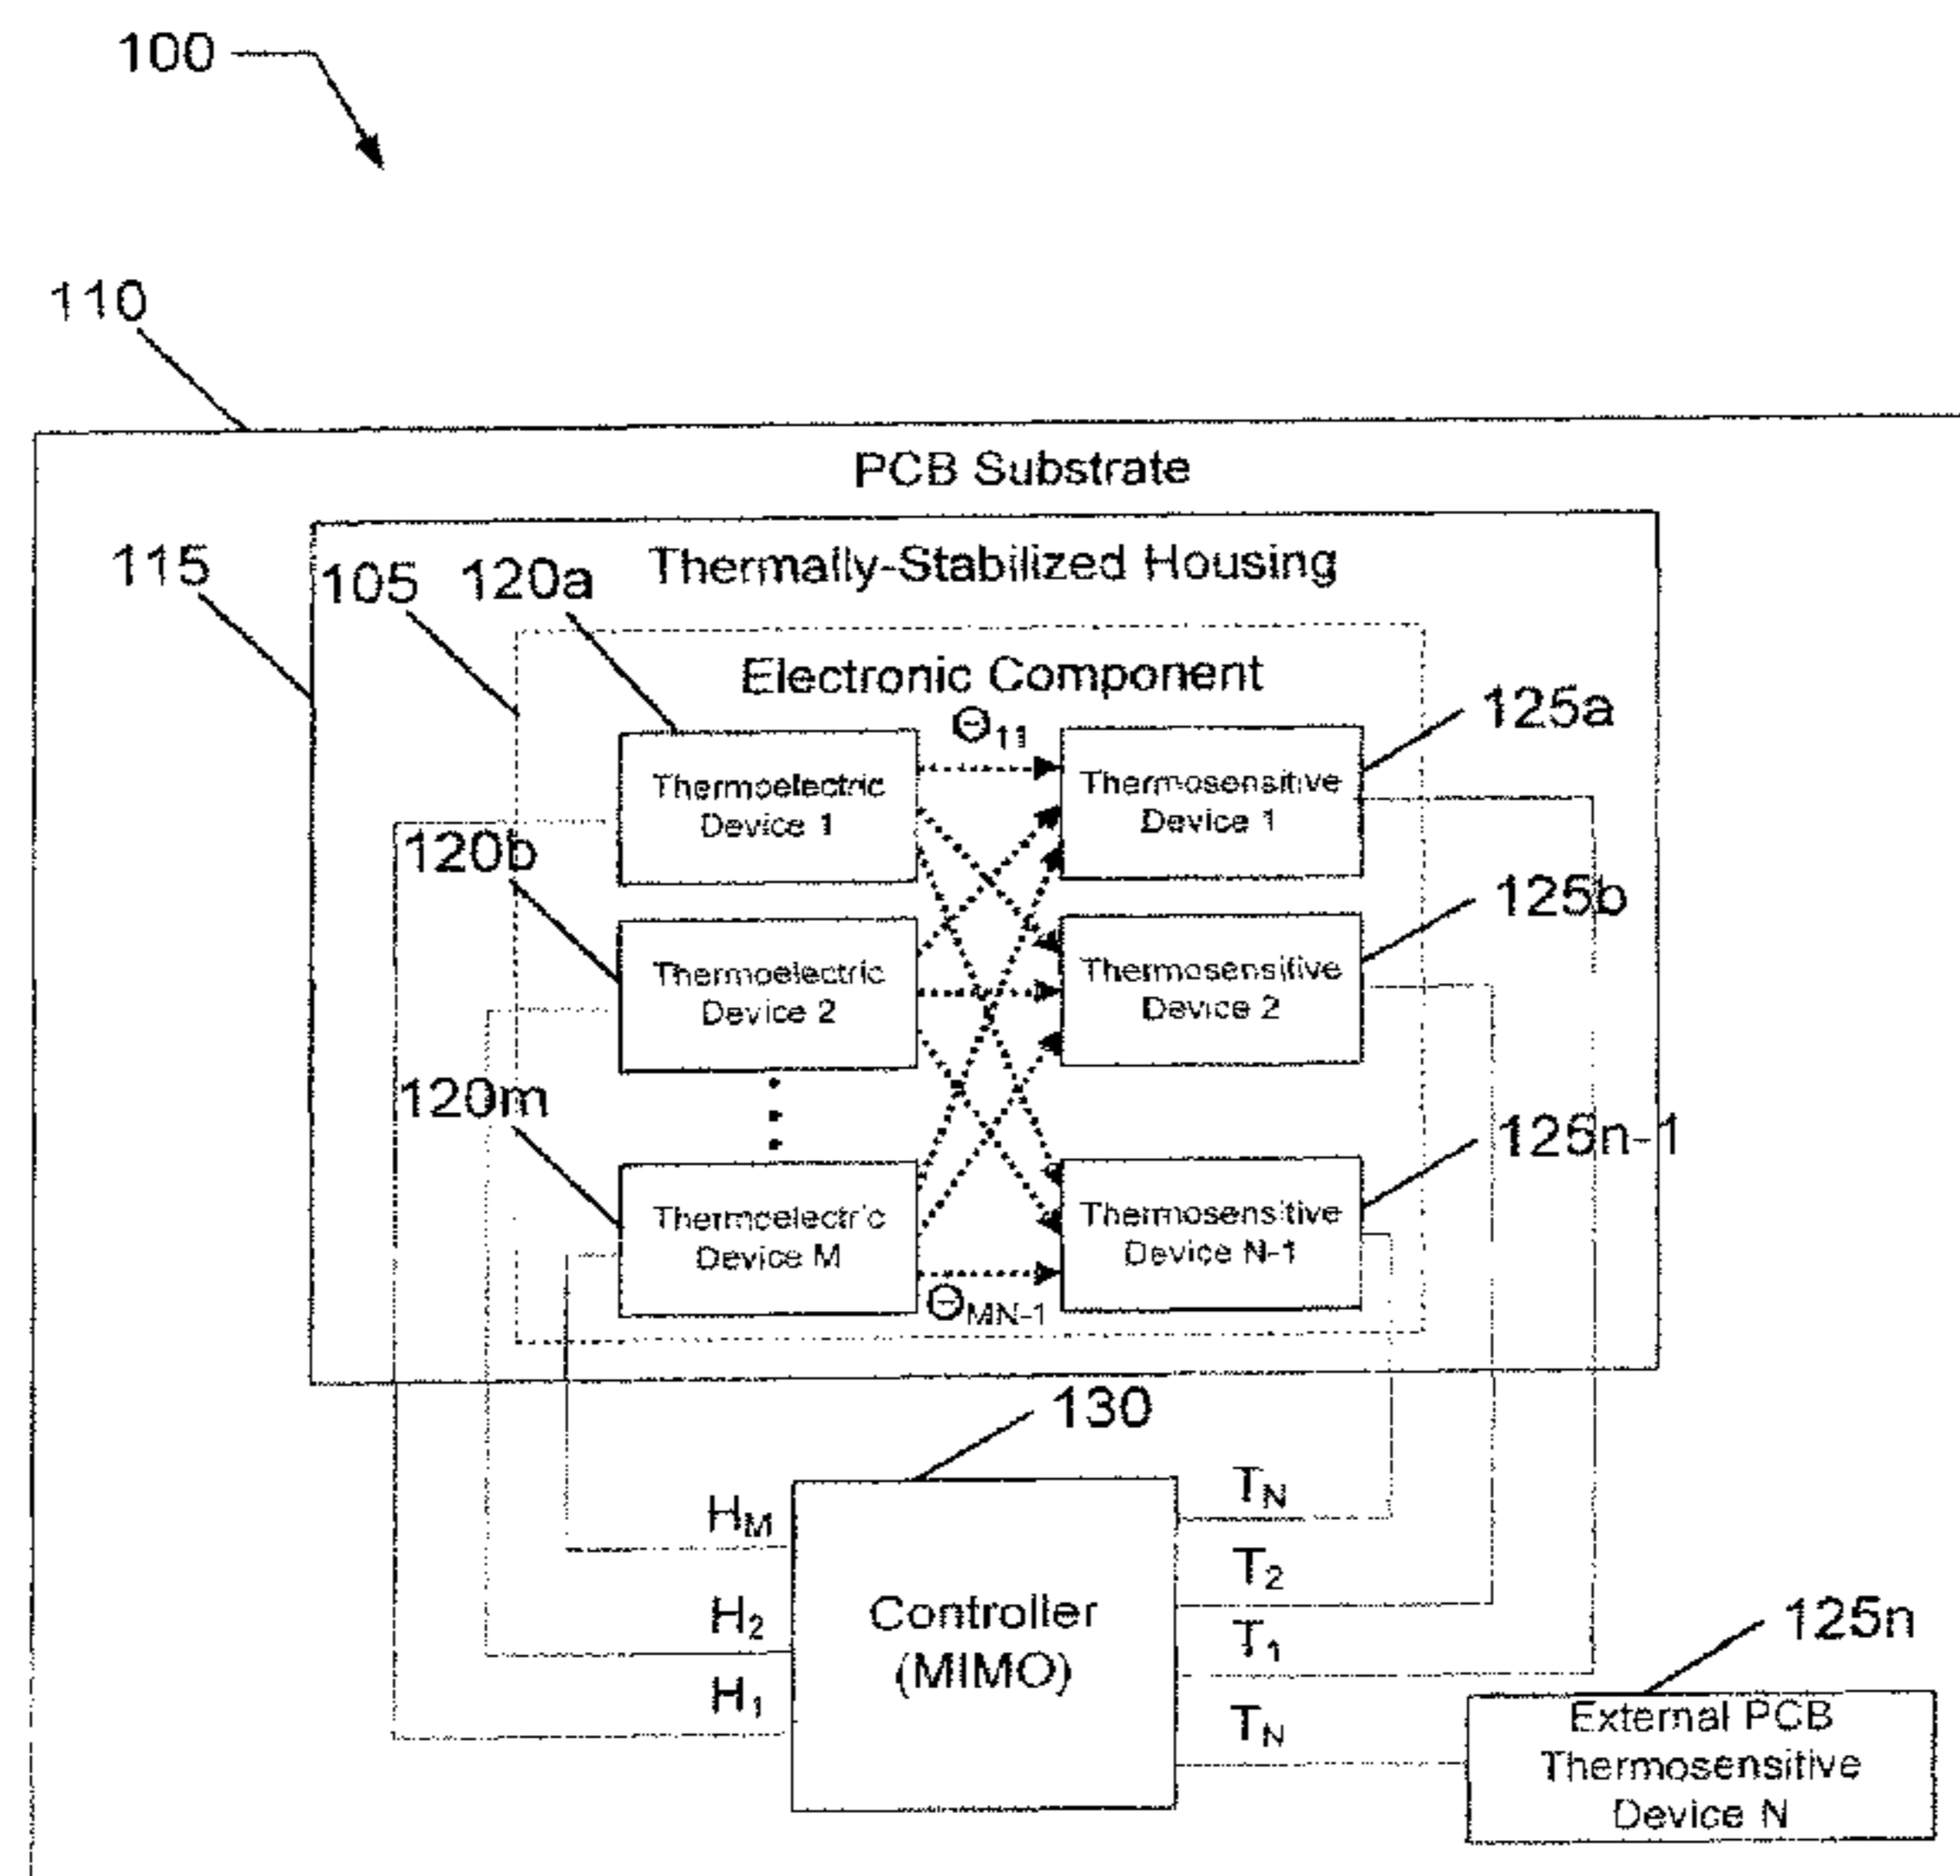 100
110
PCB Substrate
115
105
120a
Thermally-Stabilized Housing
Electronic Component
Θ11
125a
Thermoelectric
Device 1
Thermosensitive
Device 1
120b
125b
Thermoelectric
Device 2
Thermosensitive
Device 2
120m
125n-1
Thermoelectric
Device M
Thermosensitive
Device N-1
ΘMN-1
130
HM
TN
T2
H2
T1
H1
TN
Controller
(MIMO)
125n
External PCB
Thermosensitive
Device N